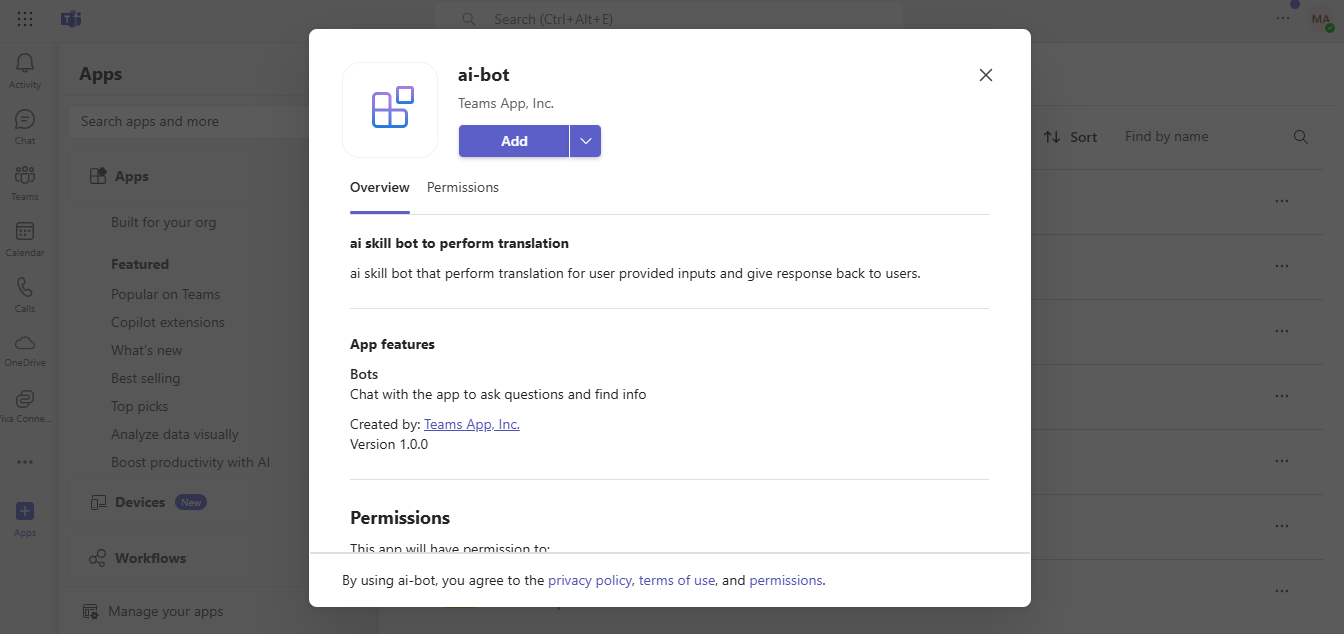 Search (Ctrl+Alt+E)
MA
Activity
Chat
Teams
Calendar
Calls
OneDrive
Viva Conne...
Apps
Apps
Search apps and more
Apps
Built for your org
Featured
Popular on Teams
Copilot extensions
What's new
Best selling
Top picks
Analyze data visually
Boost productivity with AI
Devices New
Workflows
Manage your apps
ai-bot
Teams App, Inc.
Add
Overview Permissions
ai skill bot to perform translation
ai skill bot that perform translation for user provided inputs and give response back to users.
App features
Bots
Chat with the app to ask questions and find info
Created by: Teams App, Inc.
Version 1.0.0
Permissions
This app will have permission to:
By using ai-bot, you agree to the privacy policy, terms of use, and permissions.
Sort
Find by name